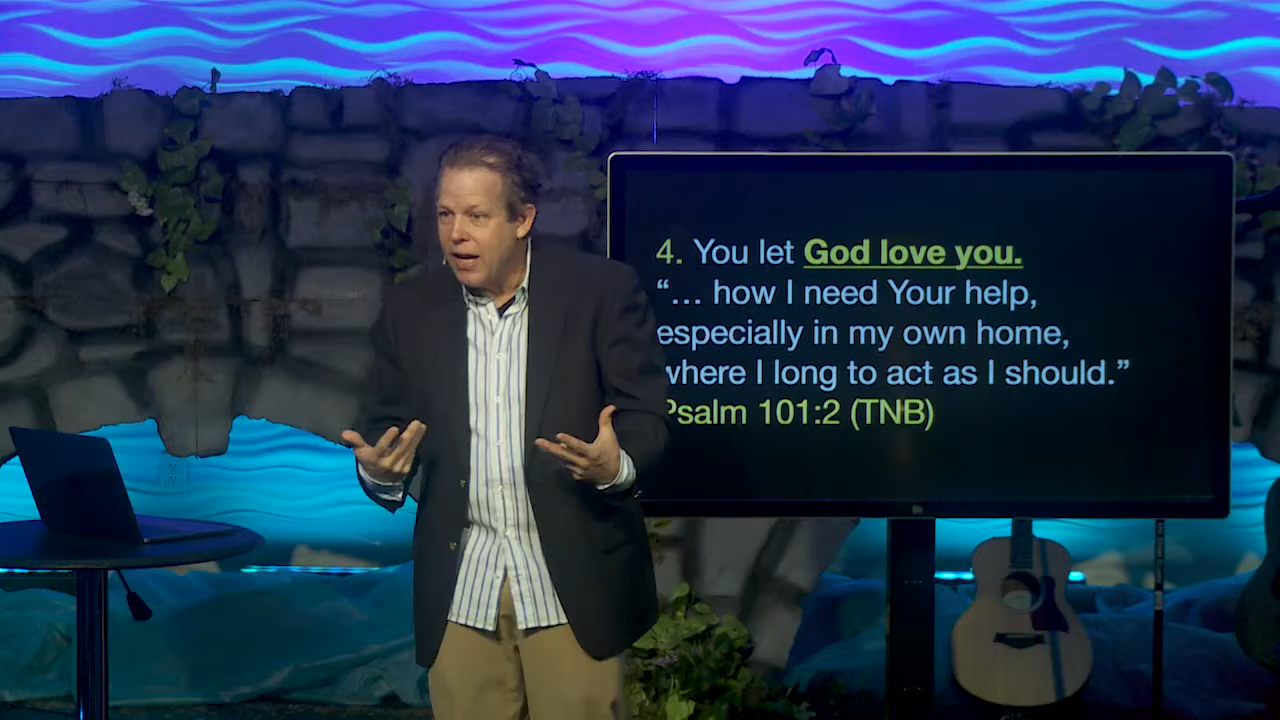 4. You let God love you.
“… how I need Your help,
especially in my own home,
where I long to act as I should.”
Psalm 101:2 (TNB)